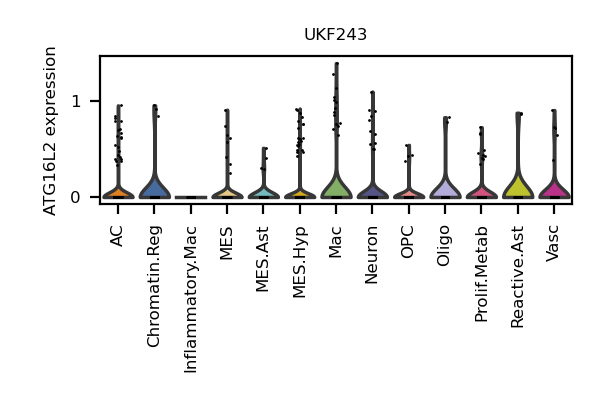 UKF243
ATG16L2 expression
1
0
AC
Chromatin.Reg
Inflammatory.Mac
MES
MES.Ast
MES.Hyp
Mac
Neuron
OPC
Oligo
Prolif.Metab
Reactive.Ast
Vasc